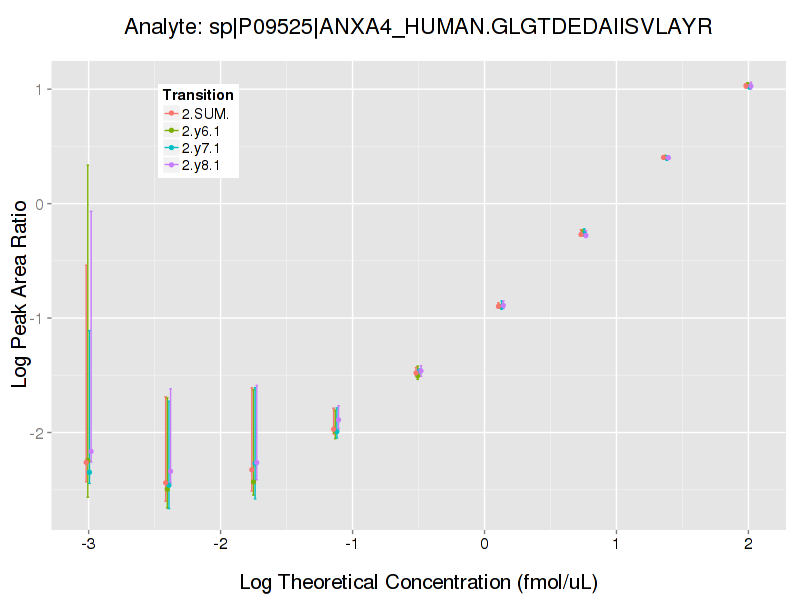 Analyte: sp|P09525|ANXA4_HUMAN.GLGTDEDAIISVLAYR
Transition
2.SUM.
2.y6.1
2.y7.1
2.y8.1
1
0
-1
-2
Log Peak Area Ratio
-3
-2
-1
0
1
2
Log Theoretical Concentration (fmol/uL)